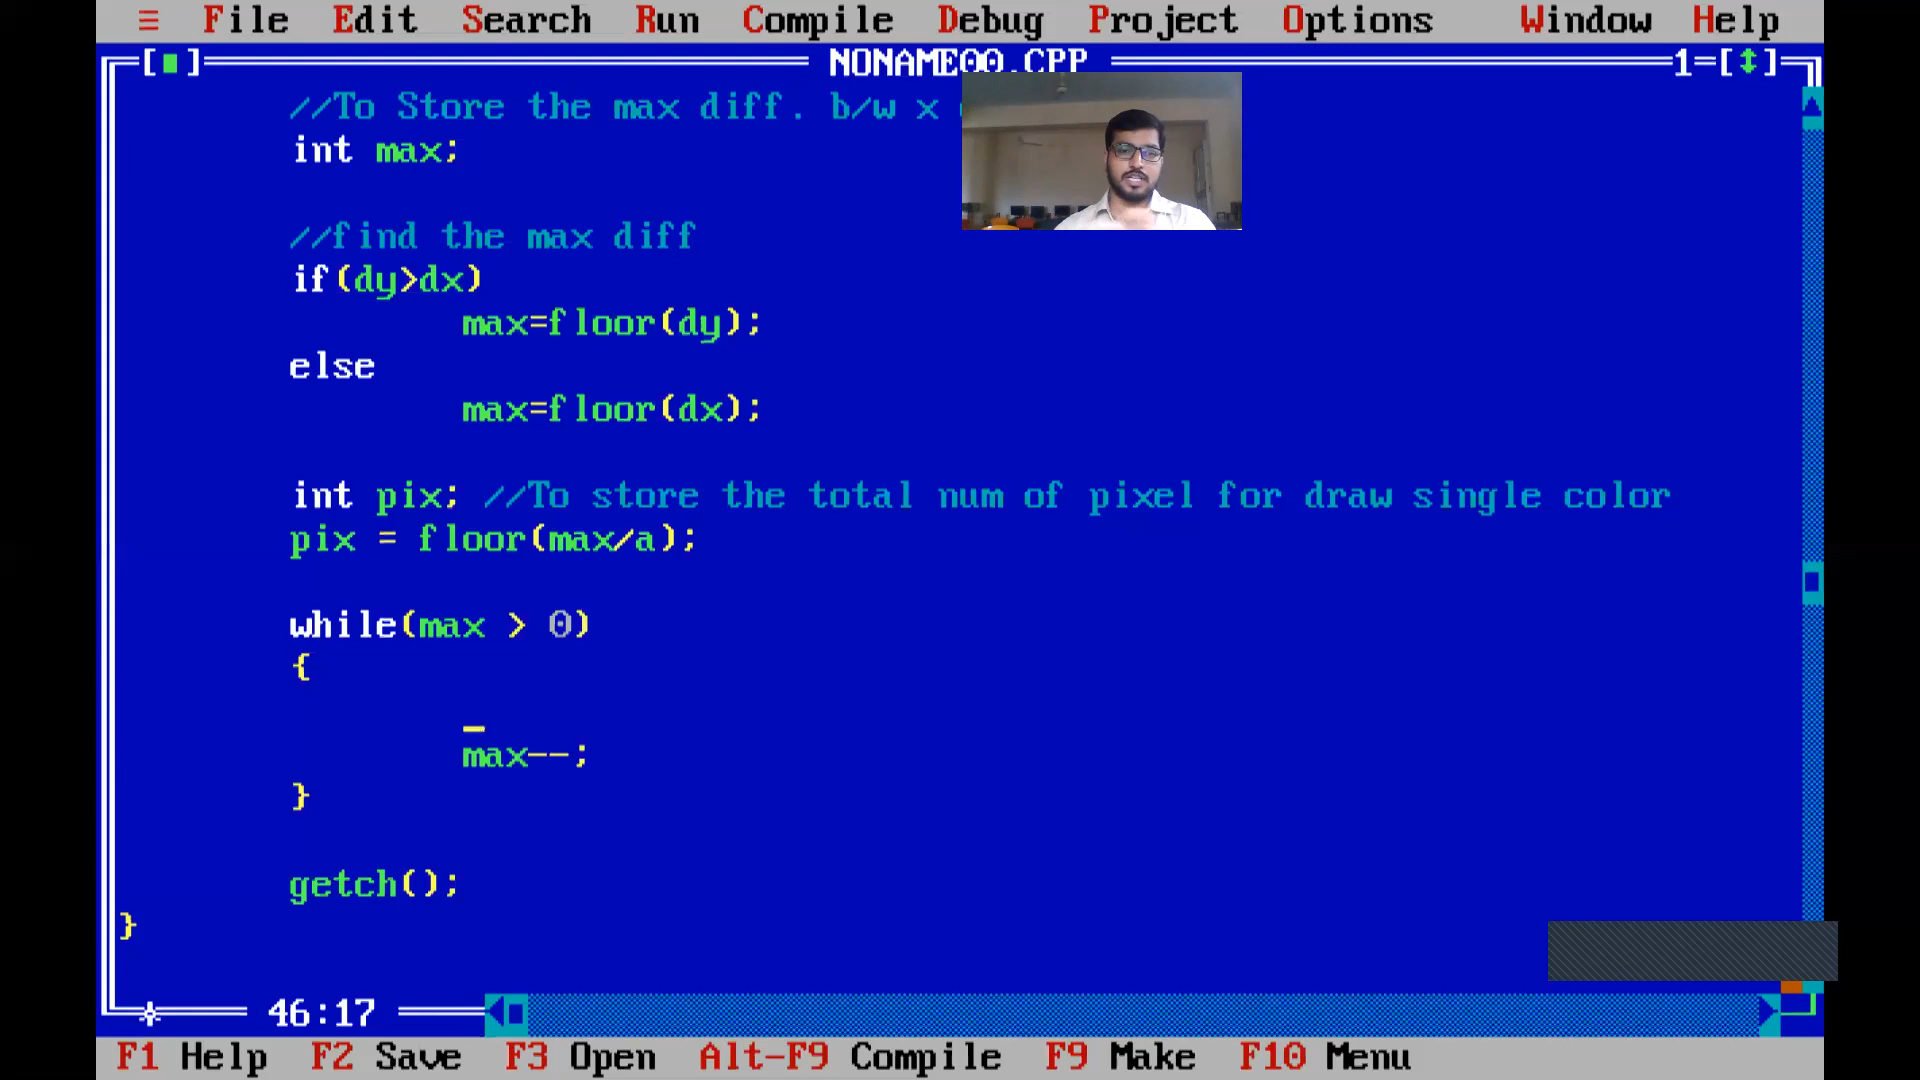 ≡ File Edit Search Run Compile Debug Project Options Window Help
[■] NONAME00.CPP 1=[↕]
//To Store the max diff. b/w x
int max;
//find the max diff
if(dy>dx)
max=floor(dy);
else
max=floor(dx);
int pix; //To store the total num of pixel for draw single color
pix = floor(max/a);
while(max > 0)
{
max--;
}
getch();
}
46:17
F1 Help F2 Save F3 Open Alt-F9 Compile F9 Make F10 Menu